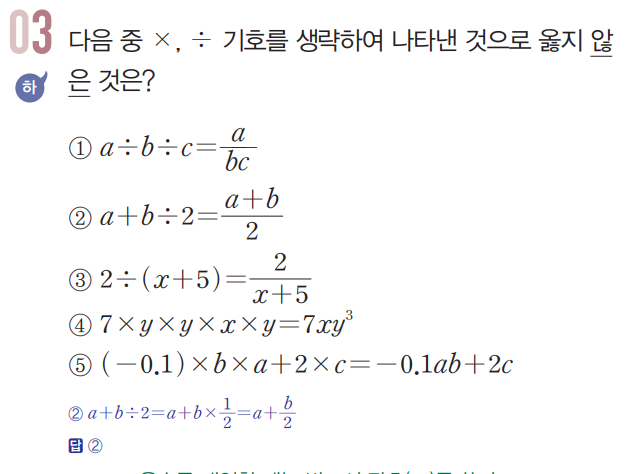 03 다음 중 ×, ÷ 기호를 생략하여 나타낸 것으로 옳지 않
하 은 것은?
① a÷b÷c=a/bc
② a+b÷2=(a+b)/2
③ 2÷(x+5)=2/(x+5)
④ 7×y×y×x×y=7xy³
⑤ (-0.1)×b×a+2×c=-0.1ab+2c
② a+b÷2=a+b×1/2=a+b/2
답 ②